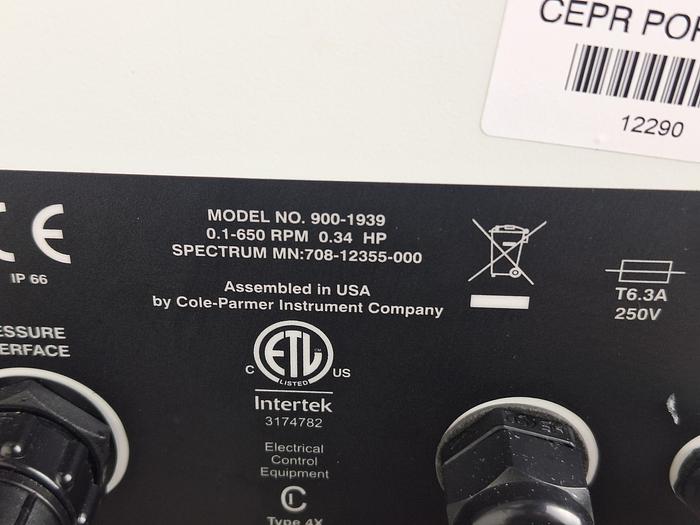 CEPR
12290
CE
IP 66
MODEL NO. 900-1939
0.1-650 RPM 0.34 HP
SPECTRUM MN:708-12355-000
Assembled in USA
by Cole-Parmer Instrument Company
T6.3A
250V
ESSURE
ERFACE
C ETL US
LISTED
Intertek
3174782
Electrical
Control
Equipment
Type 4X